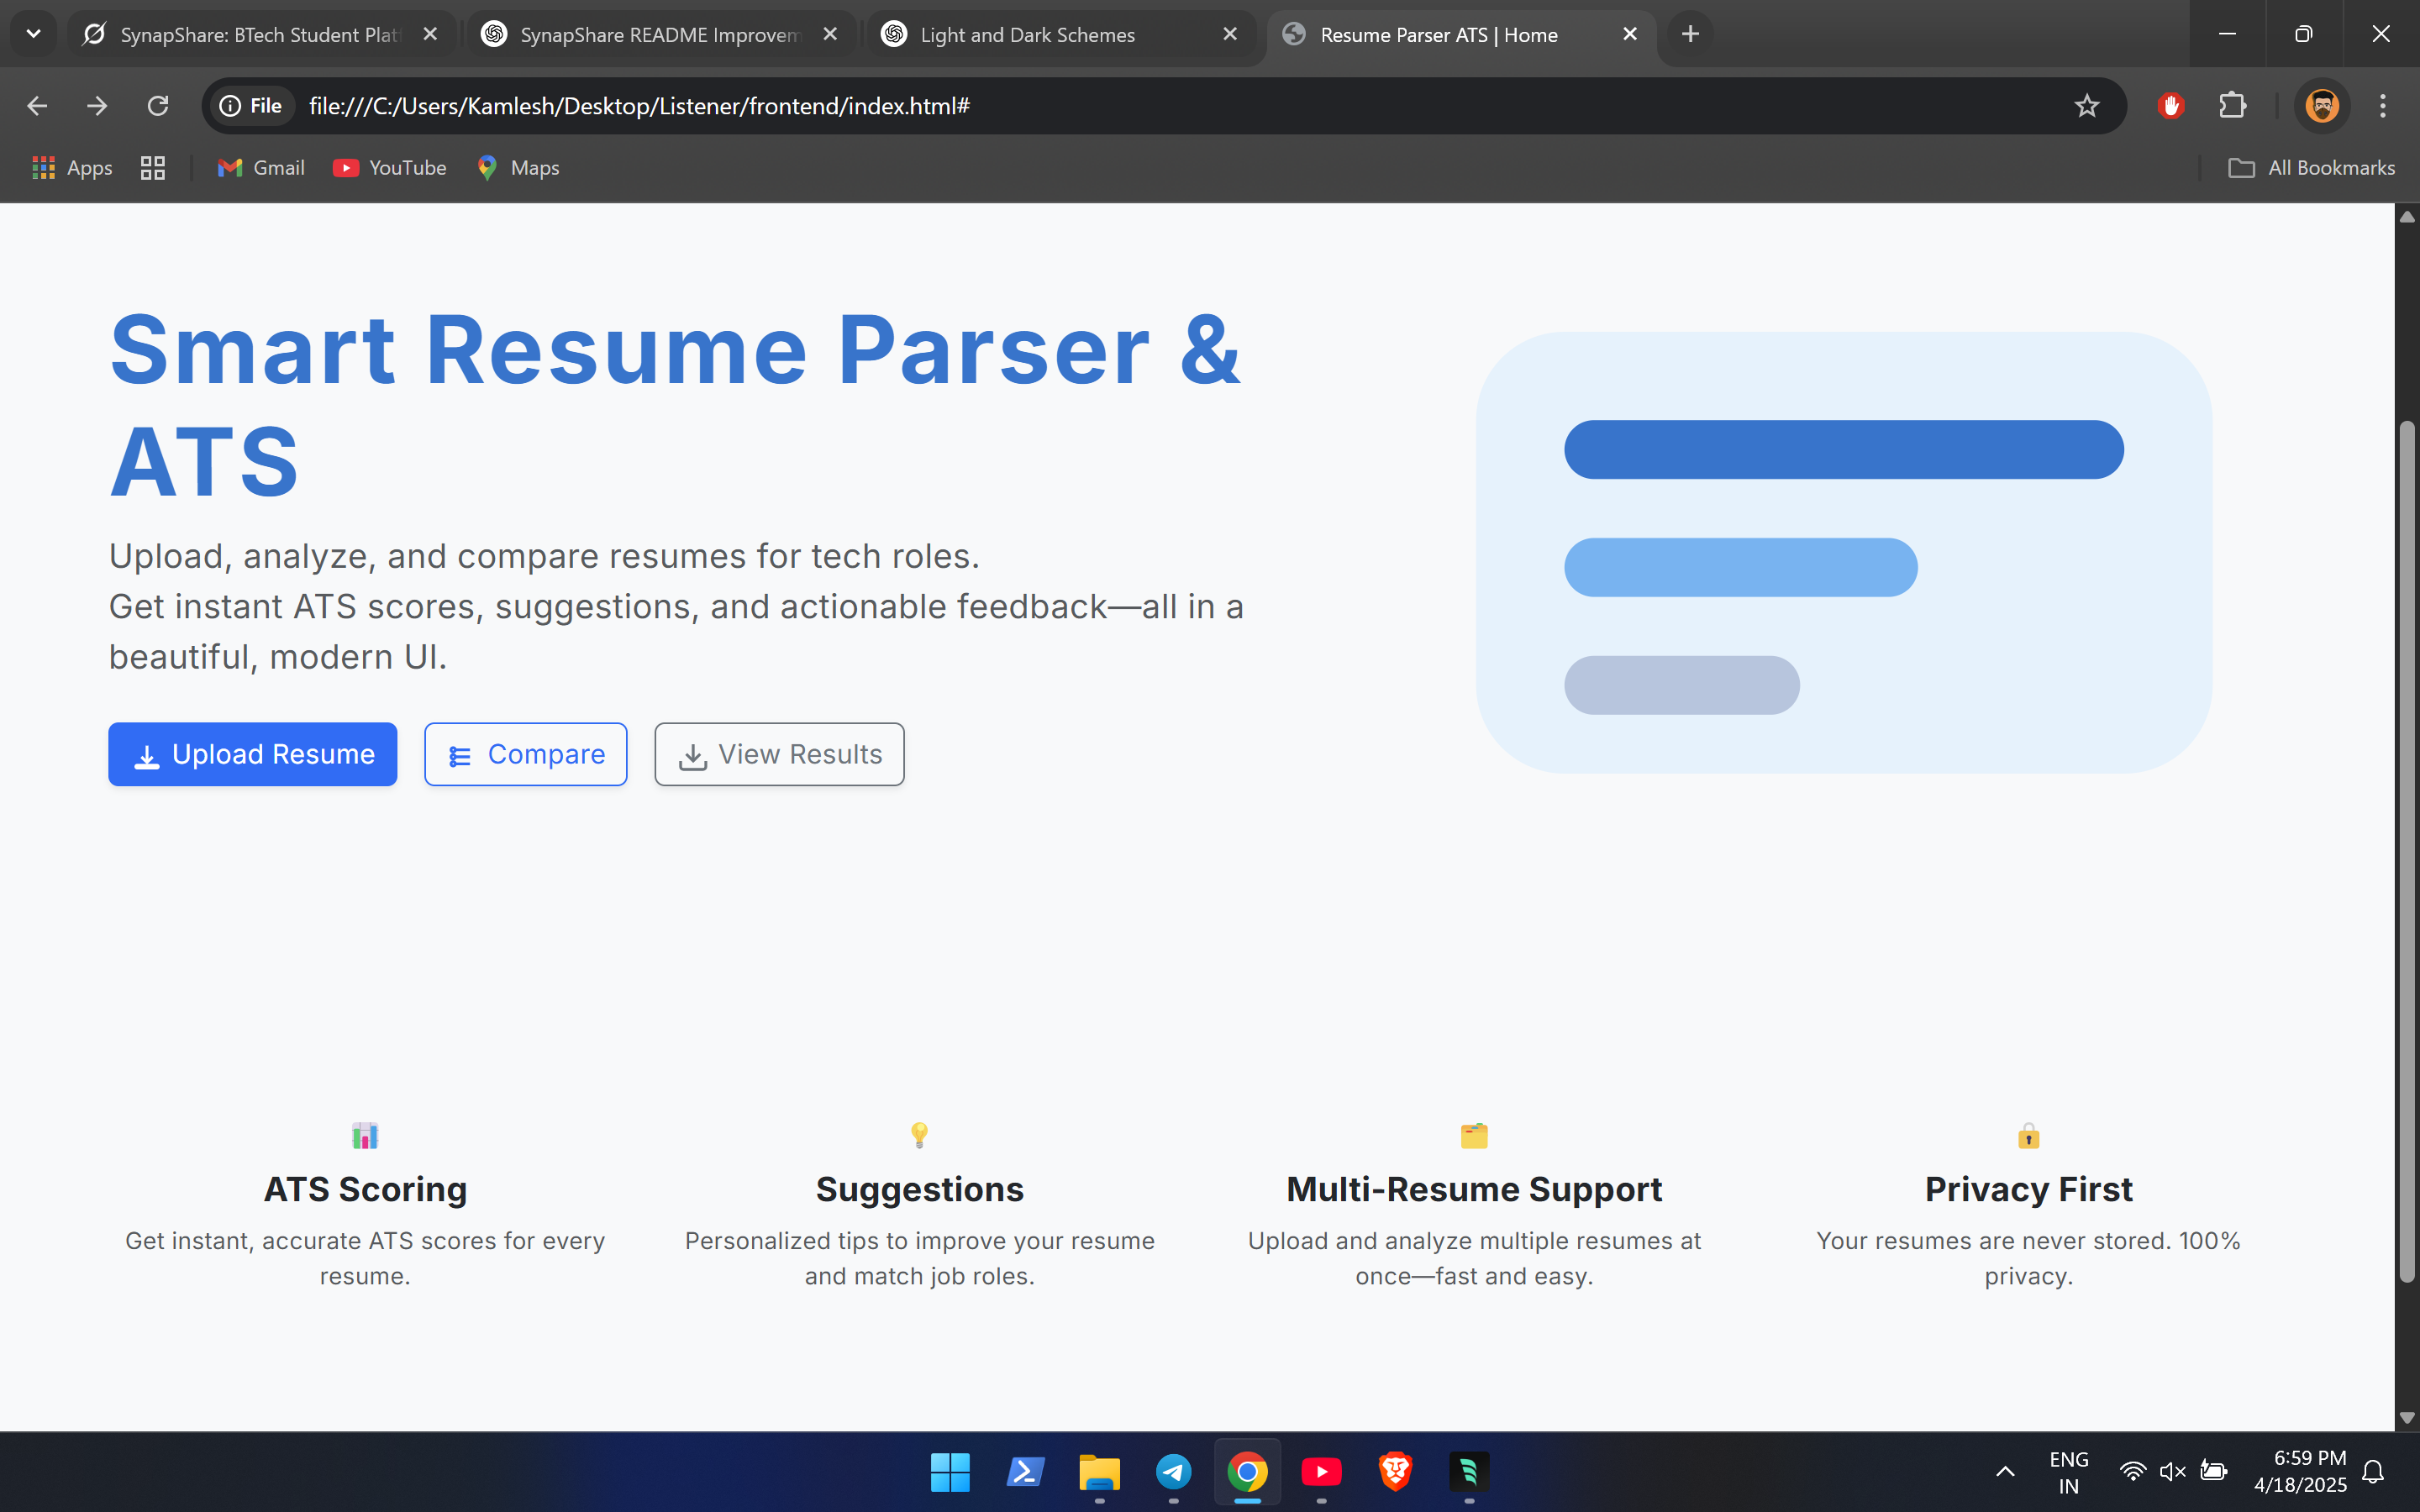 SynapShare: BTech Student Plat
SynapShare README Improvem
Light and Dark Schemes
Resume Parser ATS | Home
File
file:///C:/Users/Kamlesh/Desktop/Listener/frontend/index.html#
Apps
Gmail
YouTube
Maps
All Bookmarks
Smart Resume Parser &
ATS
Upload, analyze, and compare resumes for tech roles.
Get instant ATS scores, suggestions, and actionable feedback—all in a
beautiful, modern UI.
Upload Resume
Compare
View Results
ATS Scoring
Get instant, accurate ATS scores for every
resume.
Suggestions
Personalized tips to improve your resume
and match job roles.
Multi-Resume Support
Upload and analyze multiple resumes at
once—fast and easy.
Privacy First
Your resumes are never stored. 100%
privacy.
ENG
IN
6:59 PM
4/18/2025